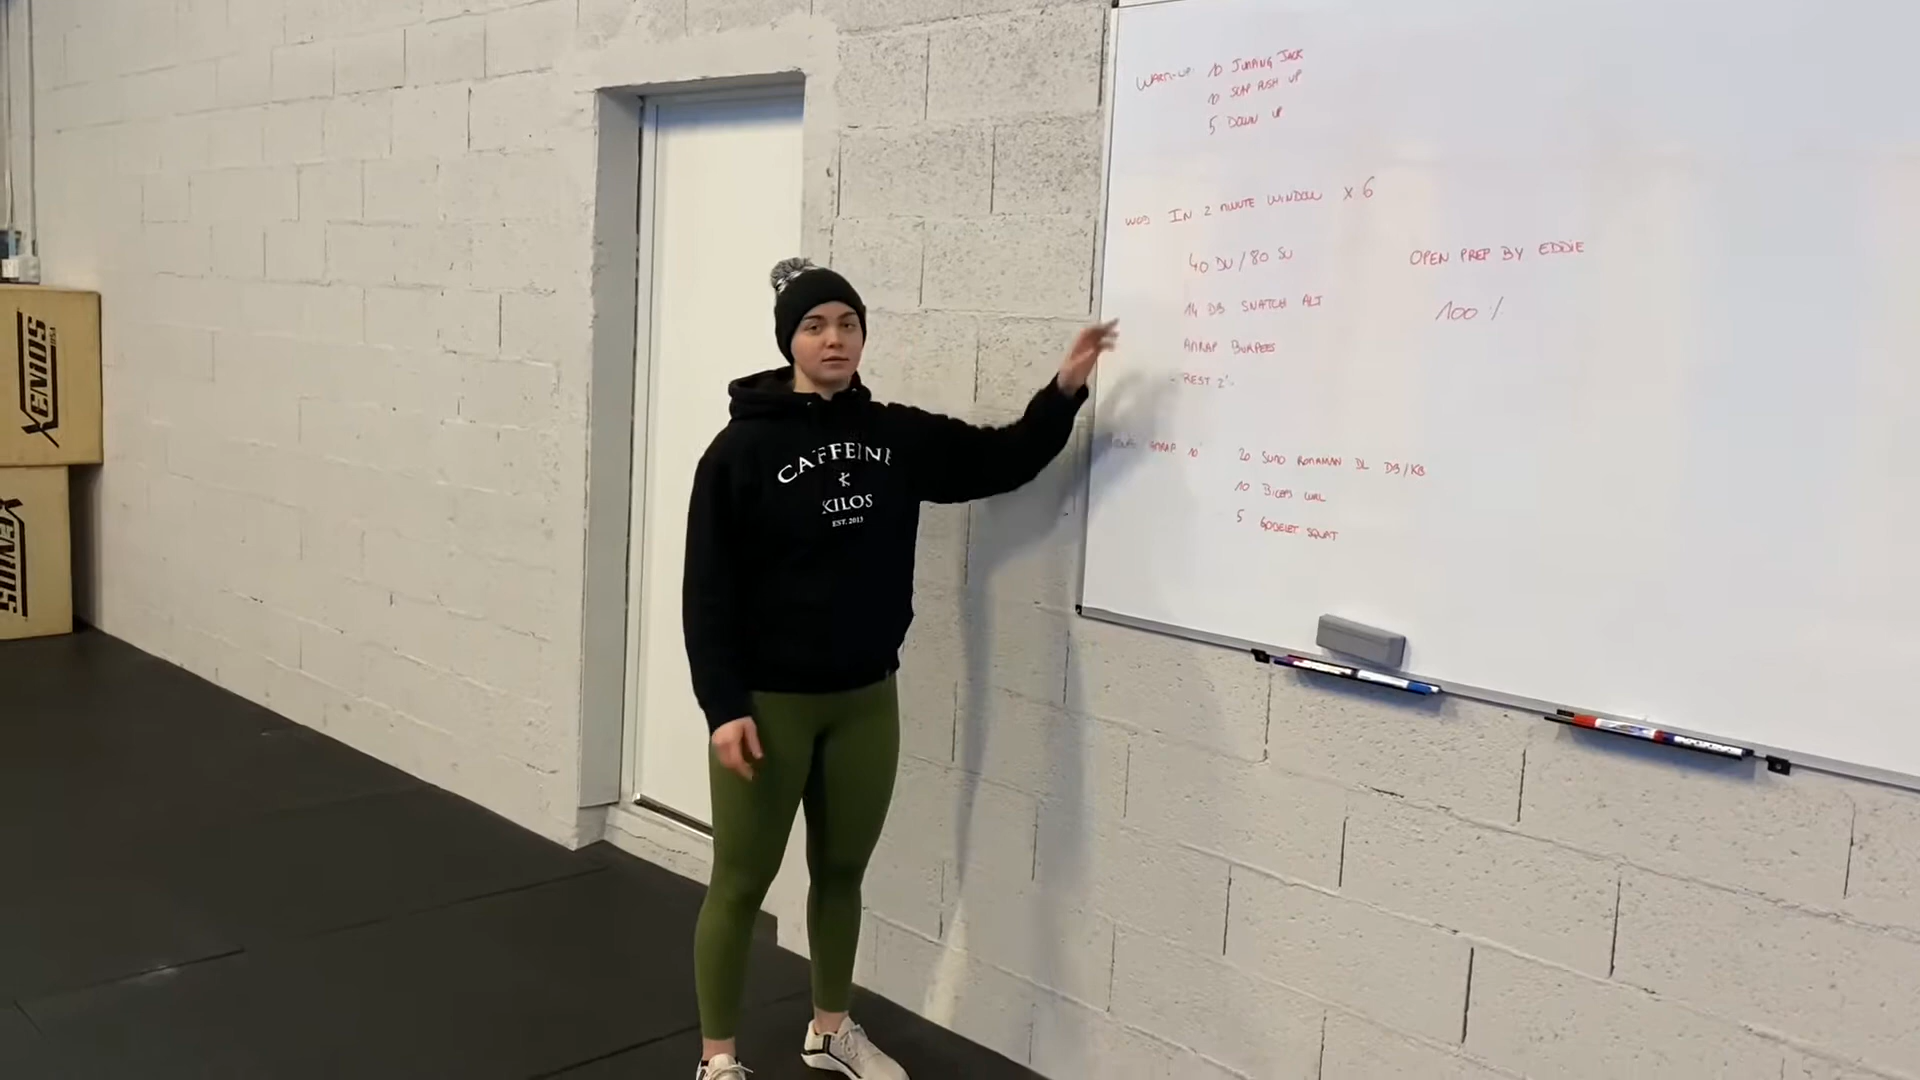 WARM-UP: 10 JUMPING JACK
10 SCAP PUSH UP
5 DOWN UP
WOD IN 2 MINUTE WINDOW x 6
40 DU / 80 SU
14 DB SNATCH ALT
AMRAP BURPEES
- REST 2' -
OPEN PREP BY EDDIE
100 %
AMRAP 10' 20 SUMO ROMANIAN DL DB/KB
10 BICEPS CURL
5 GOBELET SQUAT
CAFFEINE
K
KILOS
EST. 2013
XENIOS
USA
XENIOS